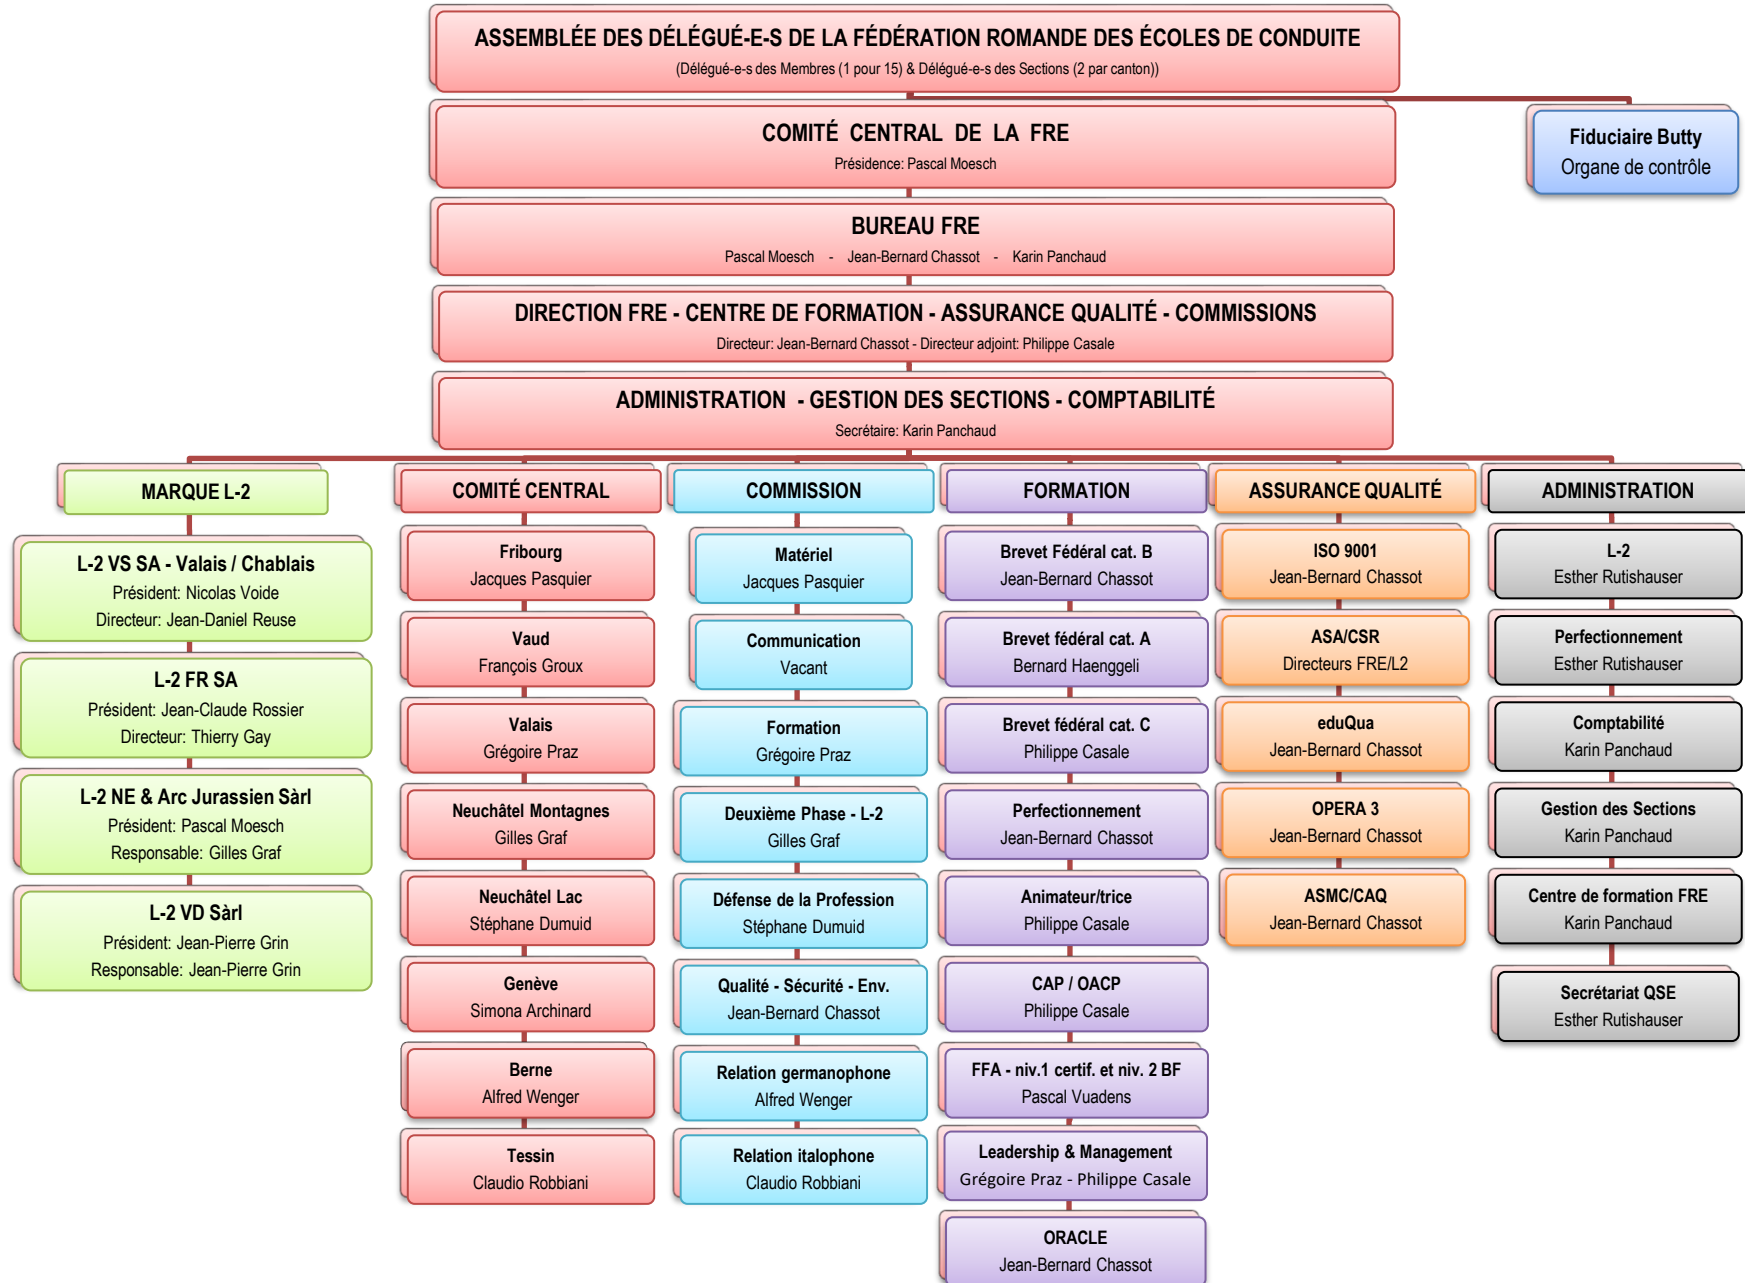 ASSEMBLÉE DES DÉLÉGUÉ-E-S DE LA FÉDÉRATION ROMANDE DES ÉCOLES DE CONDUITE
(Délégué-e-s des Membres (1 pour 15) & Délégué-e-s des Sections (2 par canton))
COMITÉ CENTRAL DE LA FRE
Présidence: Pascal Moesch
Fiduciaire Butty
Organe de contrôle
BUREAU FRE
Pascal Moesch - Jean-Bernard Chassot - Karin Panchaud
DIRECTION FRE - CENTRE DE FORMATION - ASSURANCE QUALITÉ - COMMISSIONS
Directeur: Jean-Bernard Chassot - Directeur adjoint: Philippe Casale
ADMINISTRATION - GESTION DES SECTIONS - COMPTABILITÉ
Secrétaire: Karin Panchaud
MARQUE L-2
L-2 VS SA - Valais / Chablais
Président: Nicolas Voide
Directeur: Jean-Daniel Reuse
L-2 FR SA
Président: Jean-Claude Rossier
Directeur: Thierry Gay
L-2 NE & Arc Jurassien Sàrl
Président: Pascal Moesch
Responsable: Gilles Graf
L-2 VD Sàrl
Président: Jean-Pierre Grin
Responsable: Jean-Pierre Grin
COMITÉ CENTRAL
Fribourg
Jacques Pasquier
Vaud
François Groux
Valais
Grégoire Praz
Neuchâtel Montagnes
Gilles Graf
Neuchâtel Lac
Stéphane Dumuid
Genève
Simona Archinard
Berne
Alfred Wenger
Tessin
Claudio Robbiani
COMMISSION
Matériel
Jacques Pasquier
Communication
Vacant
Formation
Grégoire Praz
Deuxième Phase - L-2
Gilles Graf
Défense de la Profession
Stéphane Dumuid
Qualité - Sécurité - Env.
Jean-Bernard Chassot
Relation germanophone
Alfred Wenger
Relation italophone
Claudio Robbiani
FORMATION
Brevet Fédéral cat. B
Jean-Bernard Chassot
Brevet fédéral cat. A
Bernard Haenggeli
Brevet fédéral cat. C
Philippe Casale
Perfectionnement
Jean-Bernard Chassot
Animateur/trice
Philippe Casale
CAP / OACP
Philippe Casale
FFA - niv.1 certif. et niv. 2 BF
Pascal Vuadens
Leadership & Management
Grégoire Praz - Philippe Casale
ORACLE
Jean-Bernard Chassot
ASSURANCE QUALITÉ
ISO 9001
Jean-Bernard Chassot
ASA/CSR
Directeurs FRE/L2
eduQua
Jean-Bernard Chassot
OPERA 3
Jean-Bernard Chassot
ASMC/CAQ
Jean-Bernard Chassot
ADMINISTRATION
L-2
Esther Rutishauser
Perfectionnement
Esther Rutishauser
Comptabilité
Karin Panchaud
Gestion des Sections
Karin Panchaud
Centre de formation FRE
Karin Panchaud
Secrétariat QSE
Esther Rutishauser